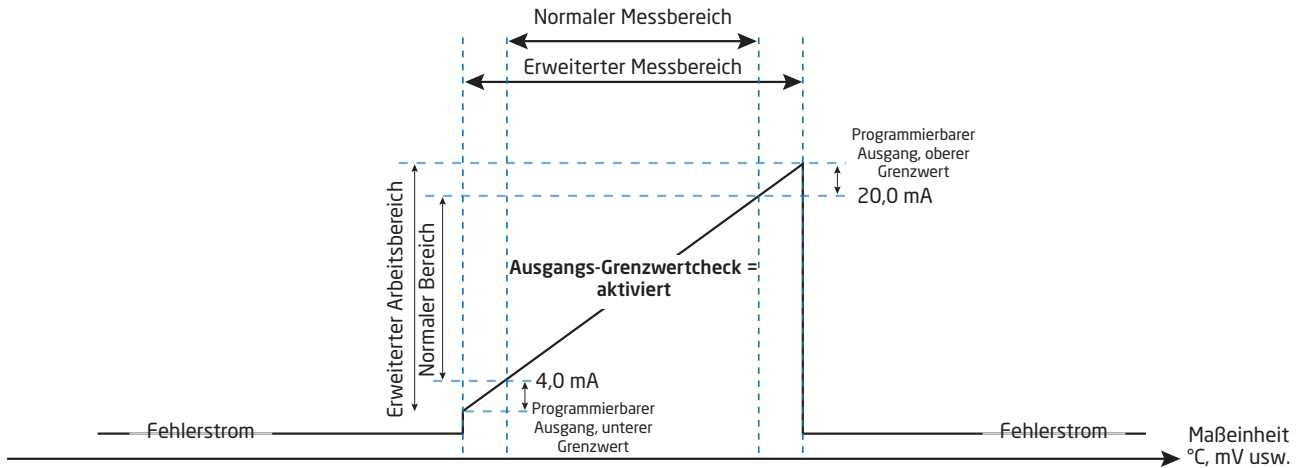 Normaler Messbereich
Erweiterter Messbereich
Programmierbarer
Ausgang, oberer
Grenzwert
20,0 mA
Erweiterter Arbeitsbereich
Normaler Bereich
Ausgangs-Grenzwertcheck =
aktiviert
4,0 mA
Programmierbarer
Ausgang, unterer
Grenzwert
Fehlerstrom
Fehlerstrom
Maßeinheit
°C, mV usw.